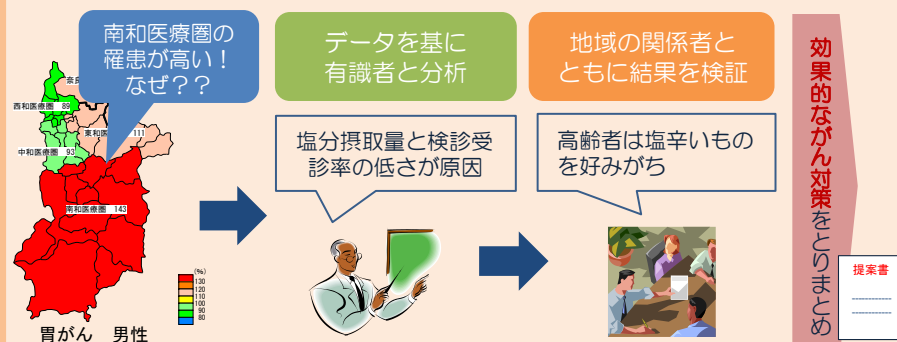 南和医療圏の
罹患が高い！
なぜ？？
データを基に
有識者と分析
地域の関係者と
ともに結果を検証
効果的ながん対策をとりまとめ
奈良
西和医療圏 89
東和医 111
中和医療圏 93
南和医療圏 143
塩分摂取量と検診受
診率の低さが原因
高齢者は塩辛いもの
を好みがち
(%)
130
120
110
100
90
80
胃がん 男性
提案書